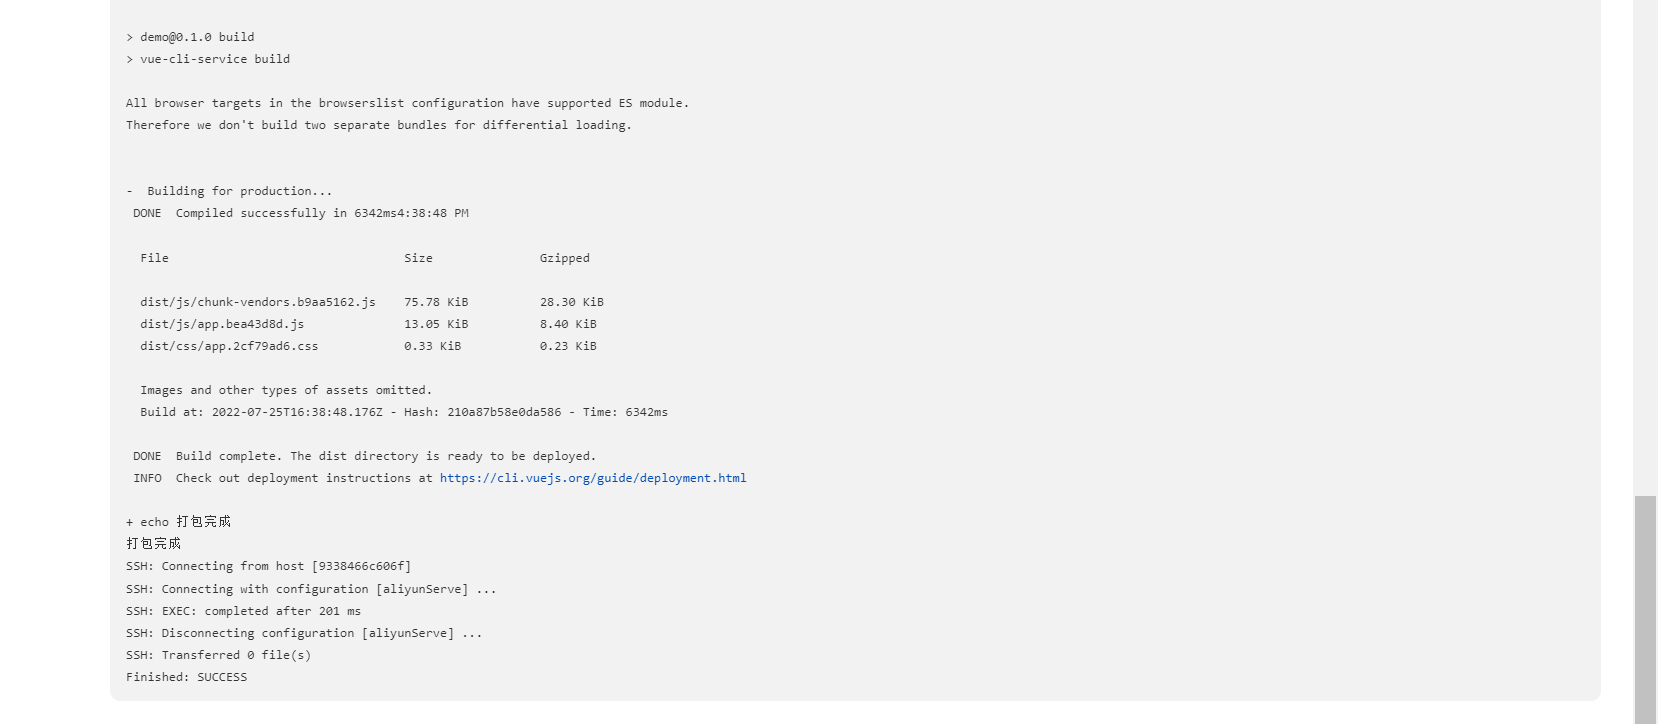 > demo@0.1.0 build
> vue-cli-service build
All browser targets in the browserslist configuration have supported ES module.
Therefore we don't build two separate bundles for differential loading.
-  Building for production...
DONE  Compiled successfully in 6342ms4:38:48 PM
File Size Gzipped
dist/js/chunk-vendors.b9aa5162.js 75.78 KiB 28.30 KiB
dist/js/app.bea43d8d.js 13.05 KiB 8.40 KiB
dist/css/app.2cf79ad6.css 0.33 KiB 0.23 KiB
Images and other types of assets omitted.
Build at: 2022-07-25T16:38:48.176Z - Hash: 210a87b58e0da586 - Time: 6342ms
DONE  Build complete. The dist directory is ready to be deployed.
INFO  Check out deployment instructions at https://cli.vuejs.org/guide/deployment.html
+ echo 打包完成
打包完成
SSH: Connecting from host [9338466c606f]
SSH: Connecting with configuration [aliyunServe] ...
SSH: EXEC: completed after 201 ms
SSH: Disconnecting configuration [aliyunServe] ...
SSH: Transferred 0 file(s)
Finished: SUCCESS